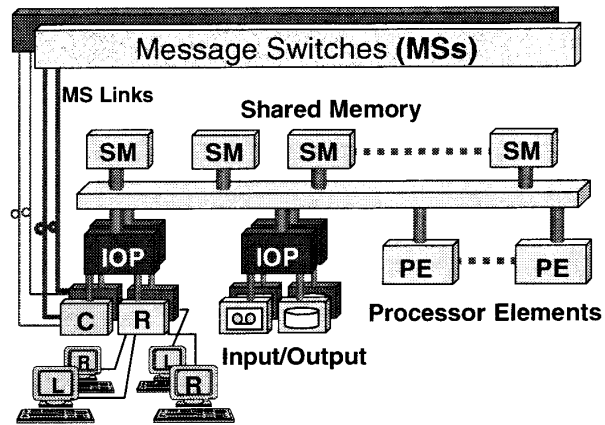 Message Switches (MSs)
MS Links
Shared Memory
SM SM SM SM
IOP IOP
PE PE
C R
Processor Elements
Input/Output
R L
L R